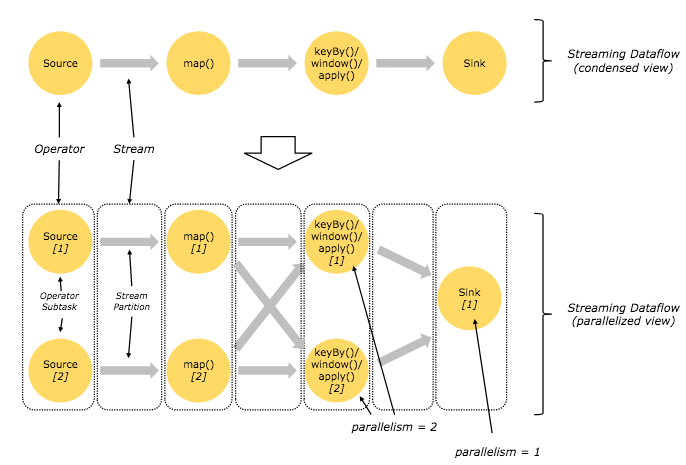 Source
map()
keyBy()/
window()/
apply()
Sink
Streaming Dataflow
(condensed view)
Operator
Stream
Source
[1]
map()
[1]
keyBy()/
window()/
apply()
[1]
Operator
Subtask
Stream
Partition
Sink
[1]
Streaming Dataflow
(parallelized view)
Source
[2]
map()
[2]
keyBy()/
window()/
apply()
[2]
parallelism = 2
parallelism = 1